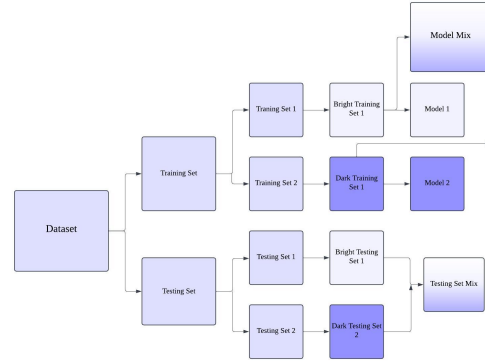 Model Mix
Traning Set 1
Bright Training
Set 1
Model 1
Training Set
Training Set 2
Dark Training
Set 1
Model 2
Dataset
Testing Set 1
Bright Testing
Set 1
Testing Set
Testing Set Mix
Testing Set 2
Dark Testing Set
2